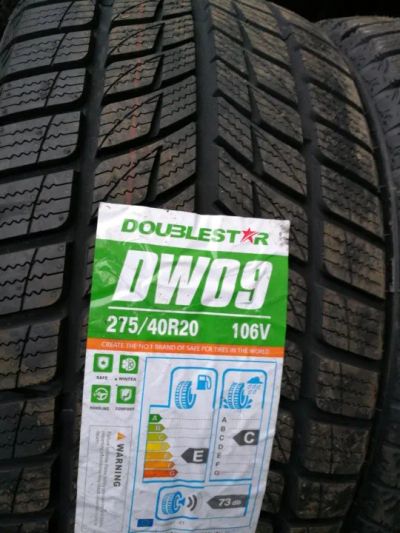 DOUBLESTAR
DW09
275/40R20 106V
CREATE THE NO.1 BRAND OF SAFE FOR TIRES IN THE WORLD
SAFE WINTER
HANDLING COMFORT
WARNING
A
B
C
D
E
F
G
E
A
B
C
D
E
F
G
C
73 dB